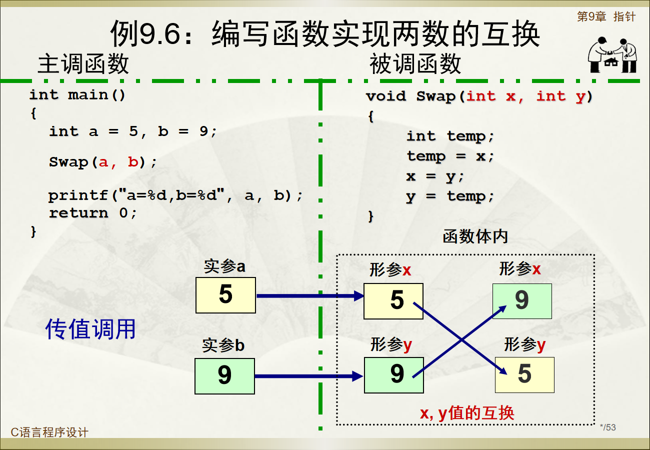 第9章 指针
例9.6：编写函数实现两数的互换
主调函数
被调函数
int main()
{
int a = 5, b = 9;
Swap(a, b);
printf("a=%d,b=%d", a, b);
return 0;
}
void Swap(int x, int y)
{
int temp;
temp = x;
x = y;
y = temp;
}
函数体内
实参a
5
形参x
5
形参x
9
传值调用
实参b
9
形参y
9
形参y
5
x, y值的互换
C语言程序设计
*/53